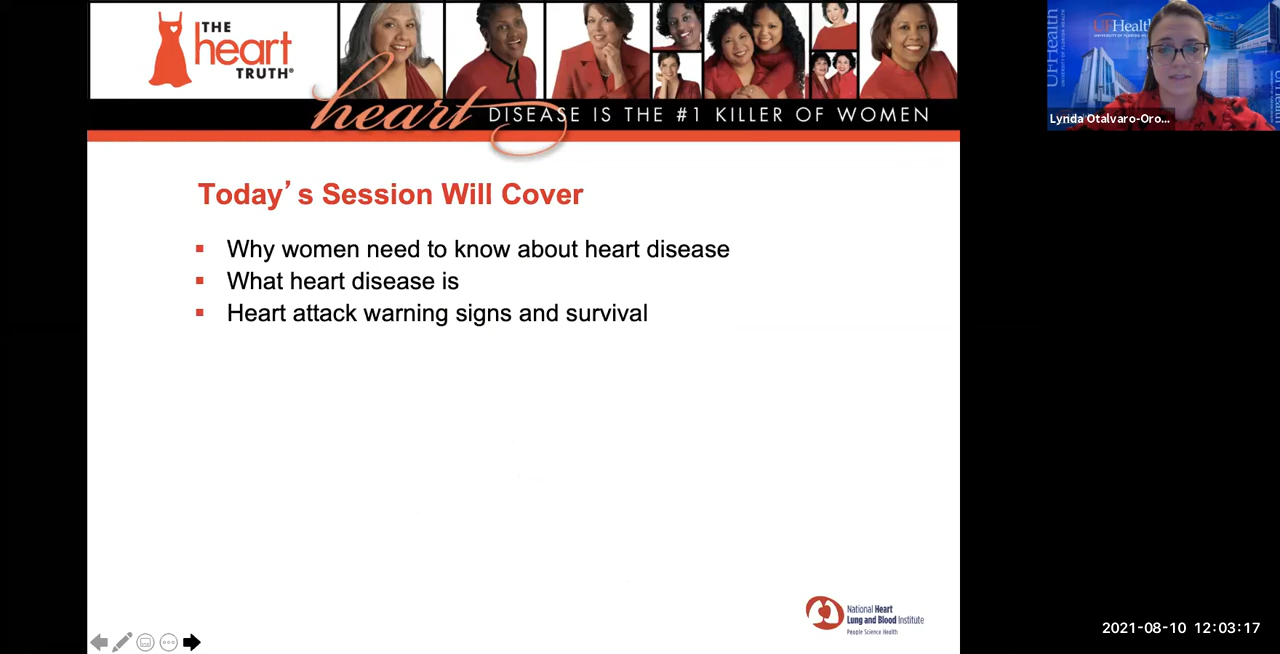 THE
heart
TRUTH®
heart DISEASE IS THE #1 KILLER OF WOMEN
UFHealth
UFHealth
Lynda Otalvaro-Oro...
Today’s Session Will Cover
Why women need to know about heart disease
What heart disease is
Heart attack warning signs and survival
National Heart
Lung and Blood Institute
People Science Health
2021-08-10 12:03:17